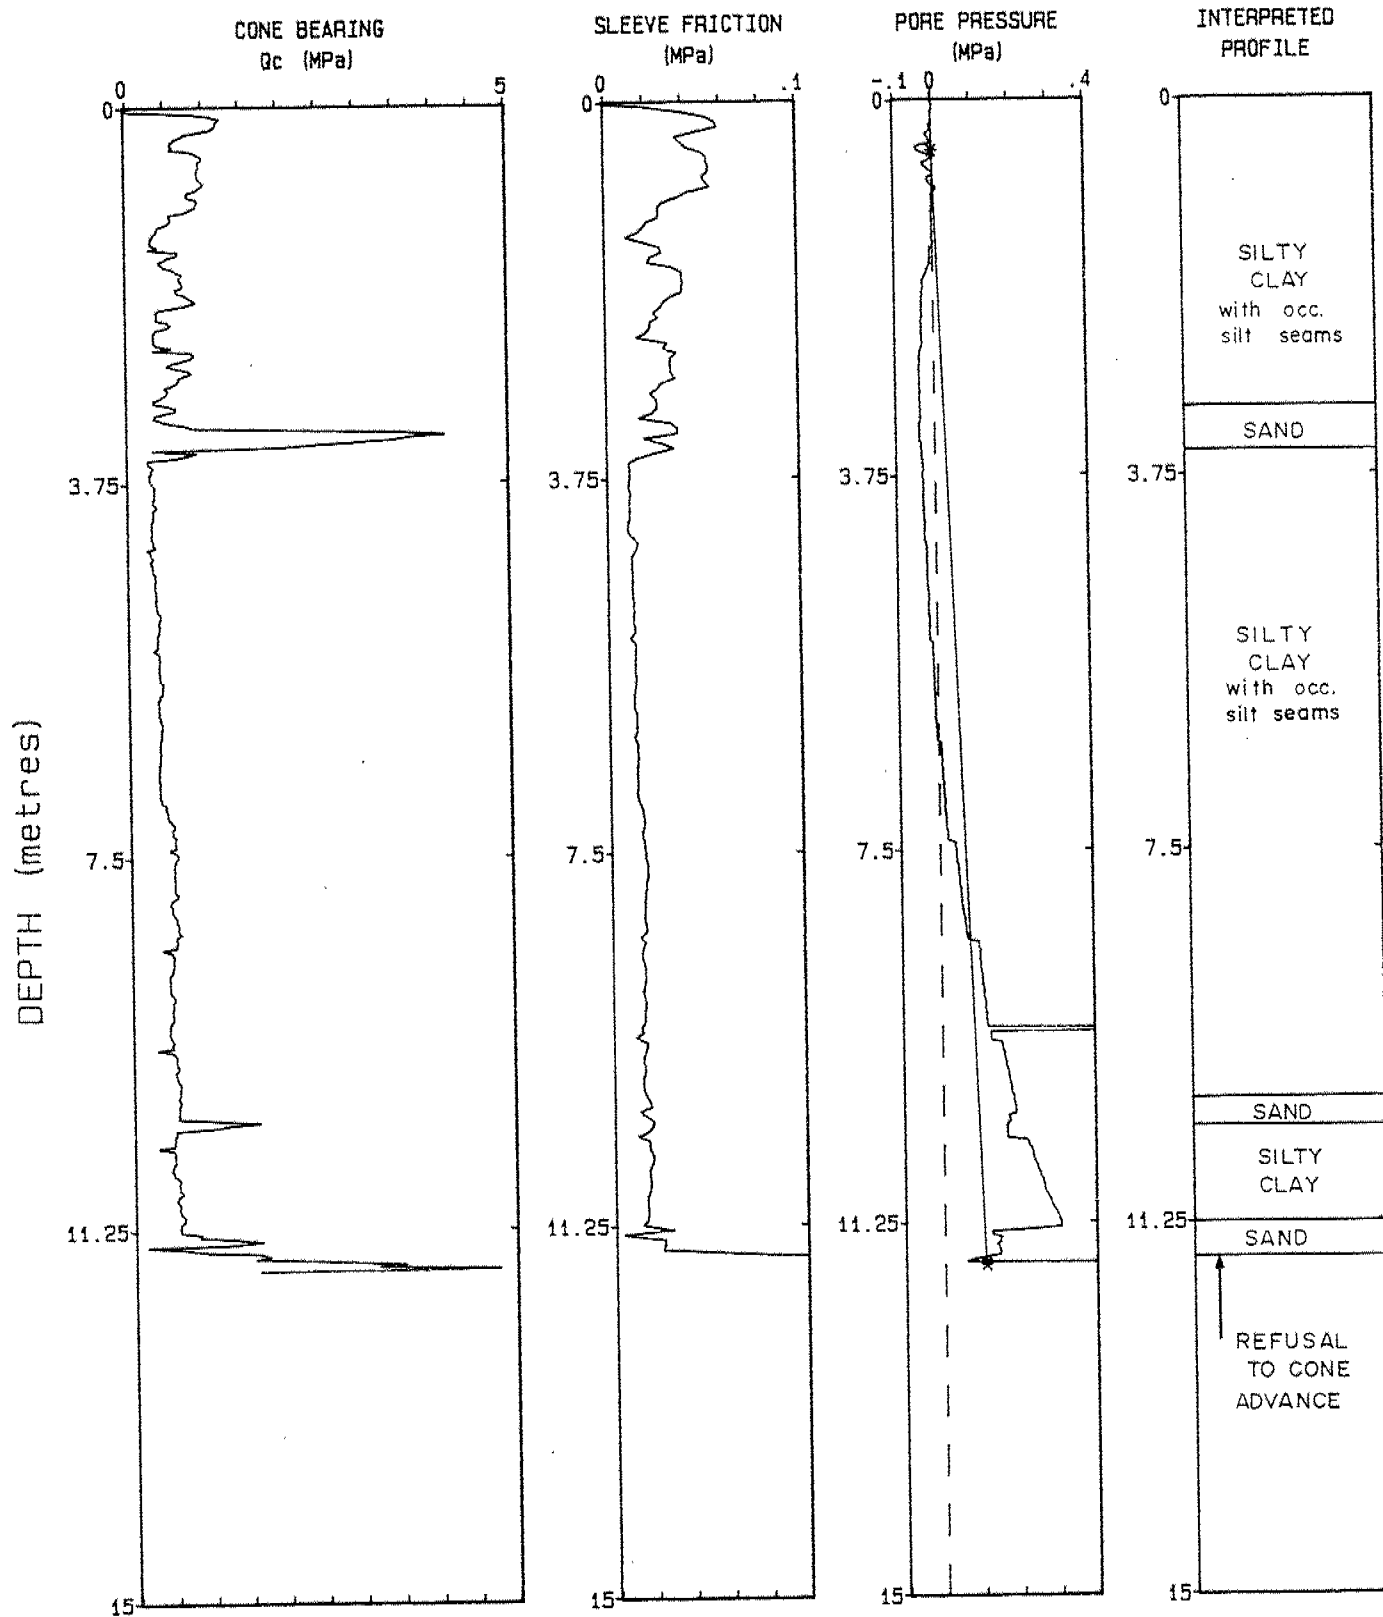 CONE BEARING
Qc (MPa)
0
5
0
3.75
7.5
11.25
15
DEPTH (metres)
SLEEVE FRICTION
(MPa)
0
.1
0
3.75
7.5
11.25
15
PORE PRESSURE
(MPa)
-.1
0
.4
0
3.75
7.5
11.25
15
INTERPRETED
PROFILE
0
3.75
7.5
11.25
15
SILTY
CLAY
with occ.
silt seams
SAND
SILTY
CLAY
with occ.
silt seams
SAND
SILTY
CLAY
SAND
REFUSAL
TO CONE
ADVANCE